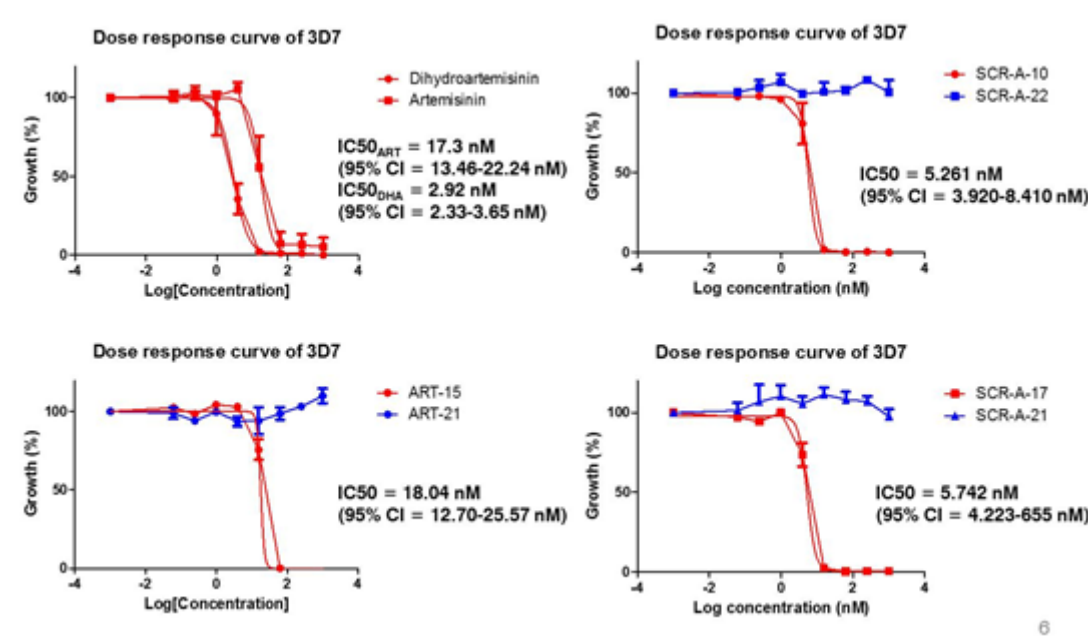 Dose response curve of 3D7
100
50
0
-4 -2 0 2 4
Growth (%)
Log[Concentration]
Dihydroartemisinin
Artemisinin
IC50ART = 17.3 nM
(95% CI = 13.46-22.24 nM)
IC50DHA = 2.92 nM
(95% CI = 2.33-3.65 nM)
Dose response curve of 3D7
100
50
0
-4 -2 0 2 4
Growth (%)
Log concentration (nM)
SCR-A-10
SCR-A-22
IC50 = 5.261 nM
(95% CI = 3.920-8.410 nM)
Dose response curve of 3D7
100
50
0
-4 -2 0 2 4
Growth (%)
Log[Concentration]
ART-15
ART-21
IC50 = 18.04 nM
(95% CI = 12.70-25.57 nM)
Dose response curve of 3D7
100
50
0
-4 -2 0 2 4
Growth (%)
Log concentration (nM)
SCR-A-17
SCR-A-21
IC50 = 5.742 nM
(95% CI = 4.223-655 nM)
6